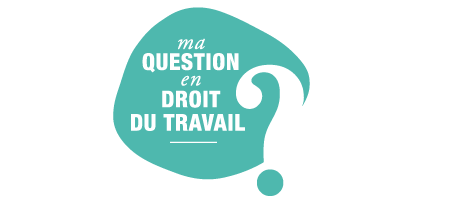 ma
QUESTION
en
DROIT
DU TRAVAIL
?